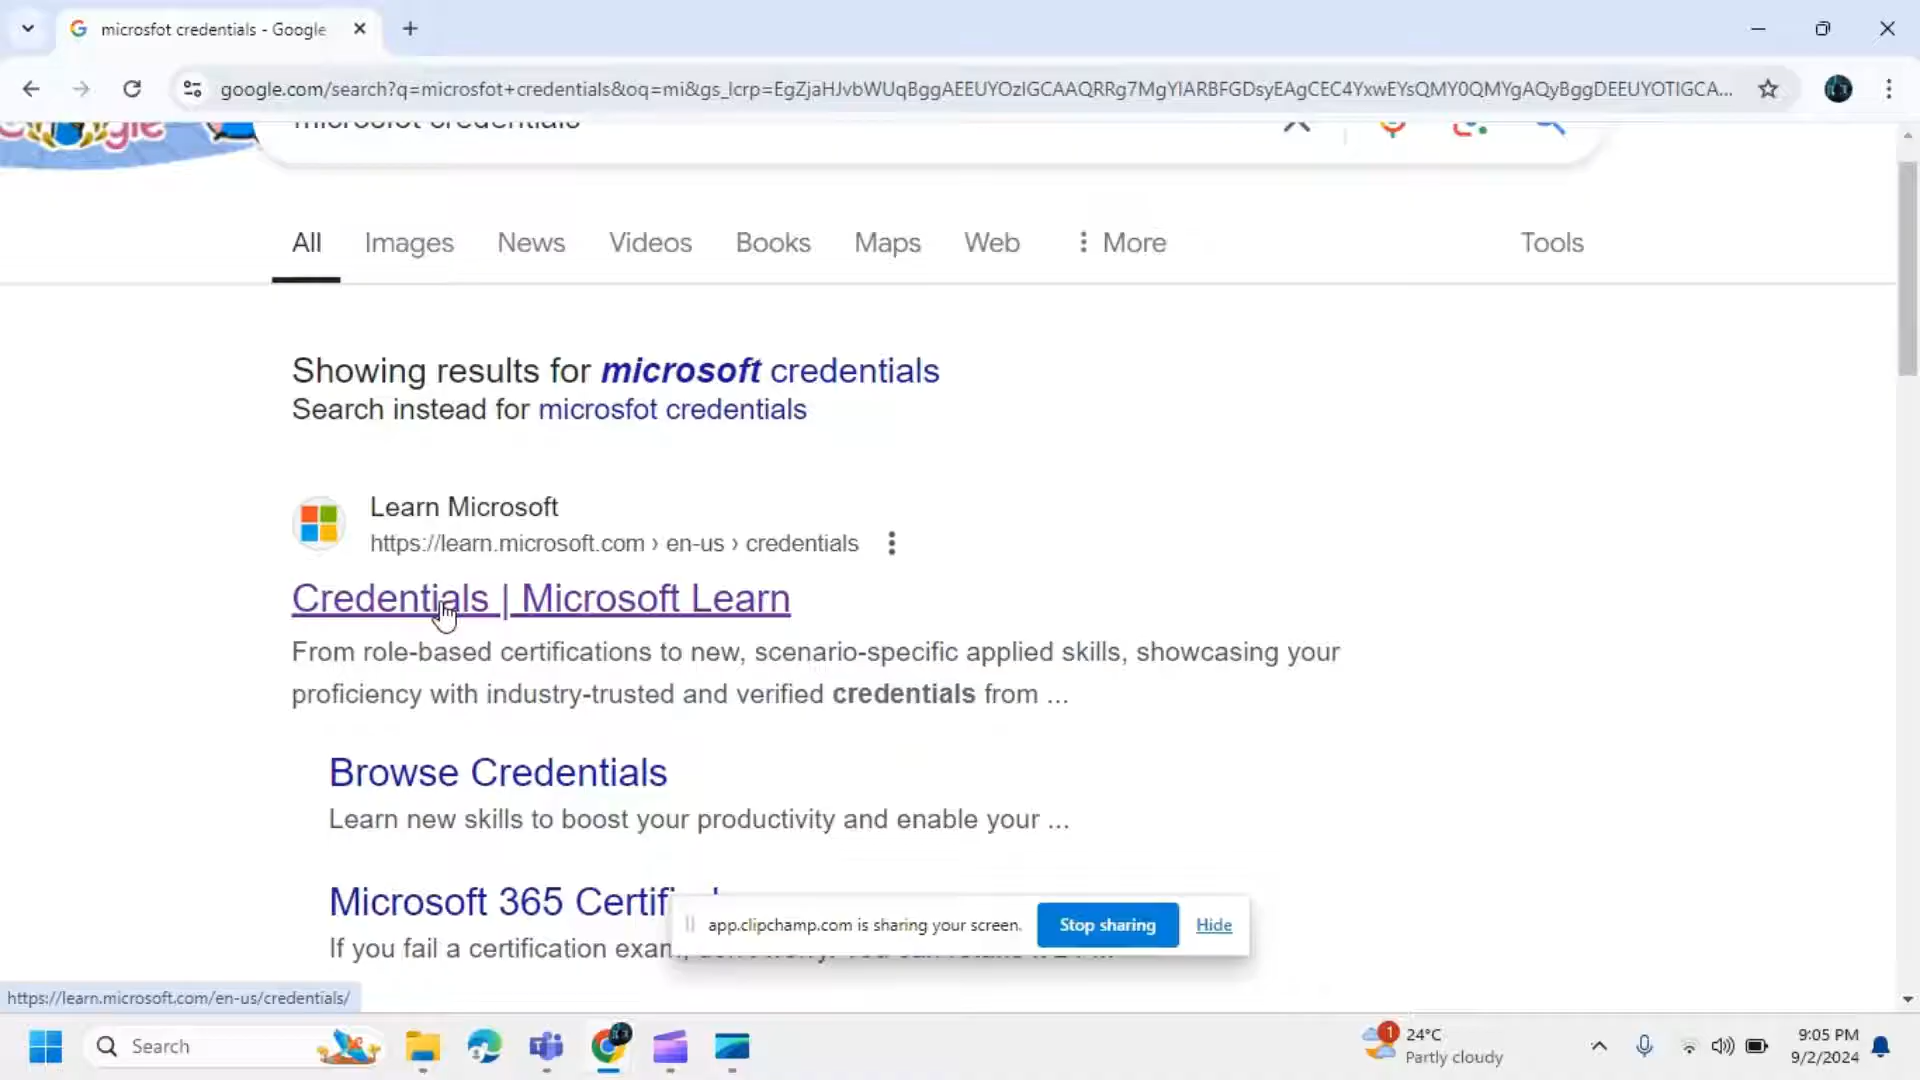 microsfot credentials - Google
google.com/search?q=microsfot+credentials&oq=mi&gs_lcrp=EgZjaHJvbWUqBggAEEUYOzIGCAAQRRg7MgYIARBFGDsyEAgCEC4YxwEYsQMY0QMYgAQyBggDEEUYOTIGCA...
microsfot credentials
All Images News Videos Books Maps Web More Tools
Showing results for microsoft credentials
Search instead for microsfot credentials
Learn Microsoft
https://learn.microsoft.com › en-us › credentials
Credentials | Microsoft Learn
From role-based certifications to new, scenario-specific applied skills, showcasing your
proficiency with industry-trusted and verified credentials from ...
Browse Credentials
Learn new skills to boost your productivity and enable your ...
Microsoft 365 Certif
If you fail a certification exam,
app.clipchamp.com is sharing your screen. Stop sharing Hide
https://learn.microsoft.com/en-us/credentials/
Search
1
24°C
Partly cloudy
9:05 PM
9/2/2024